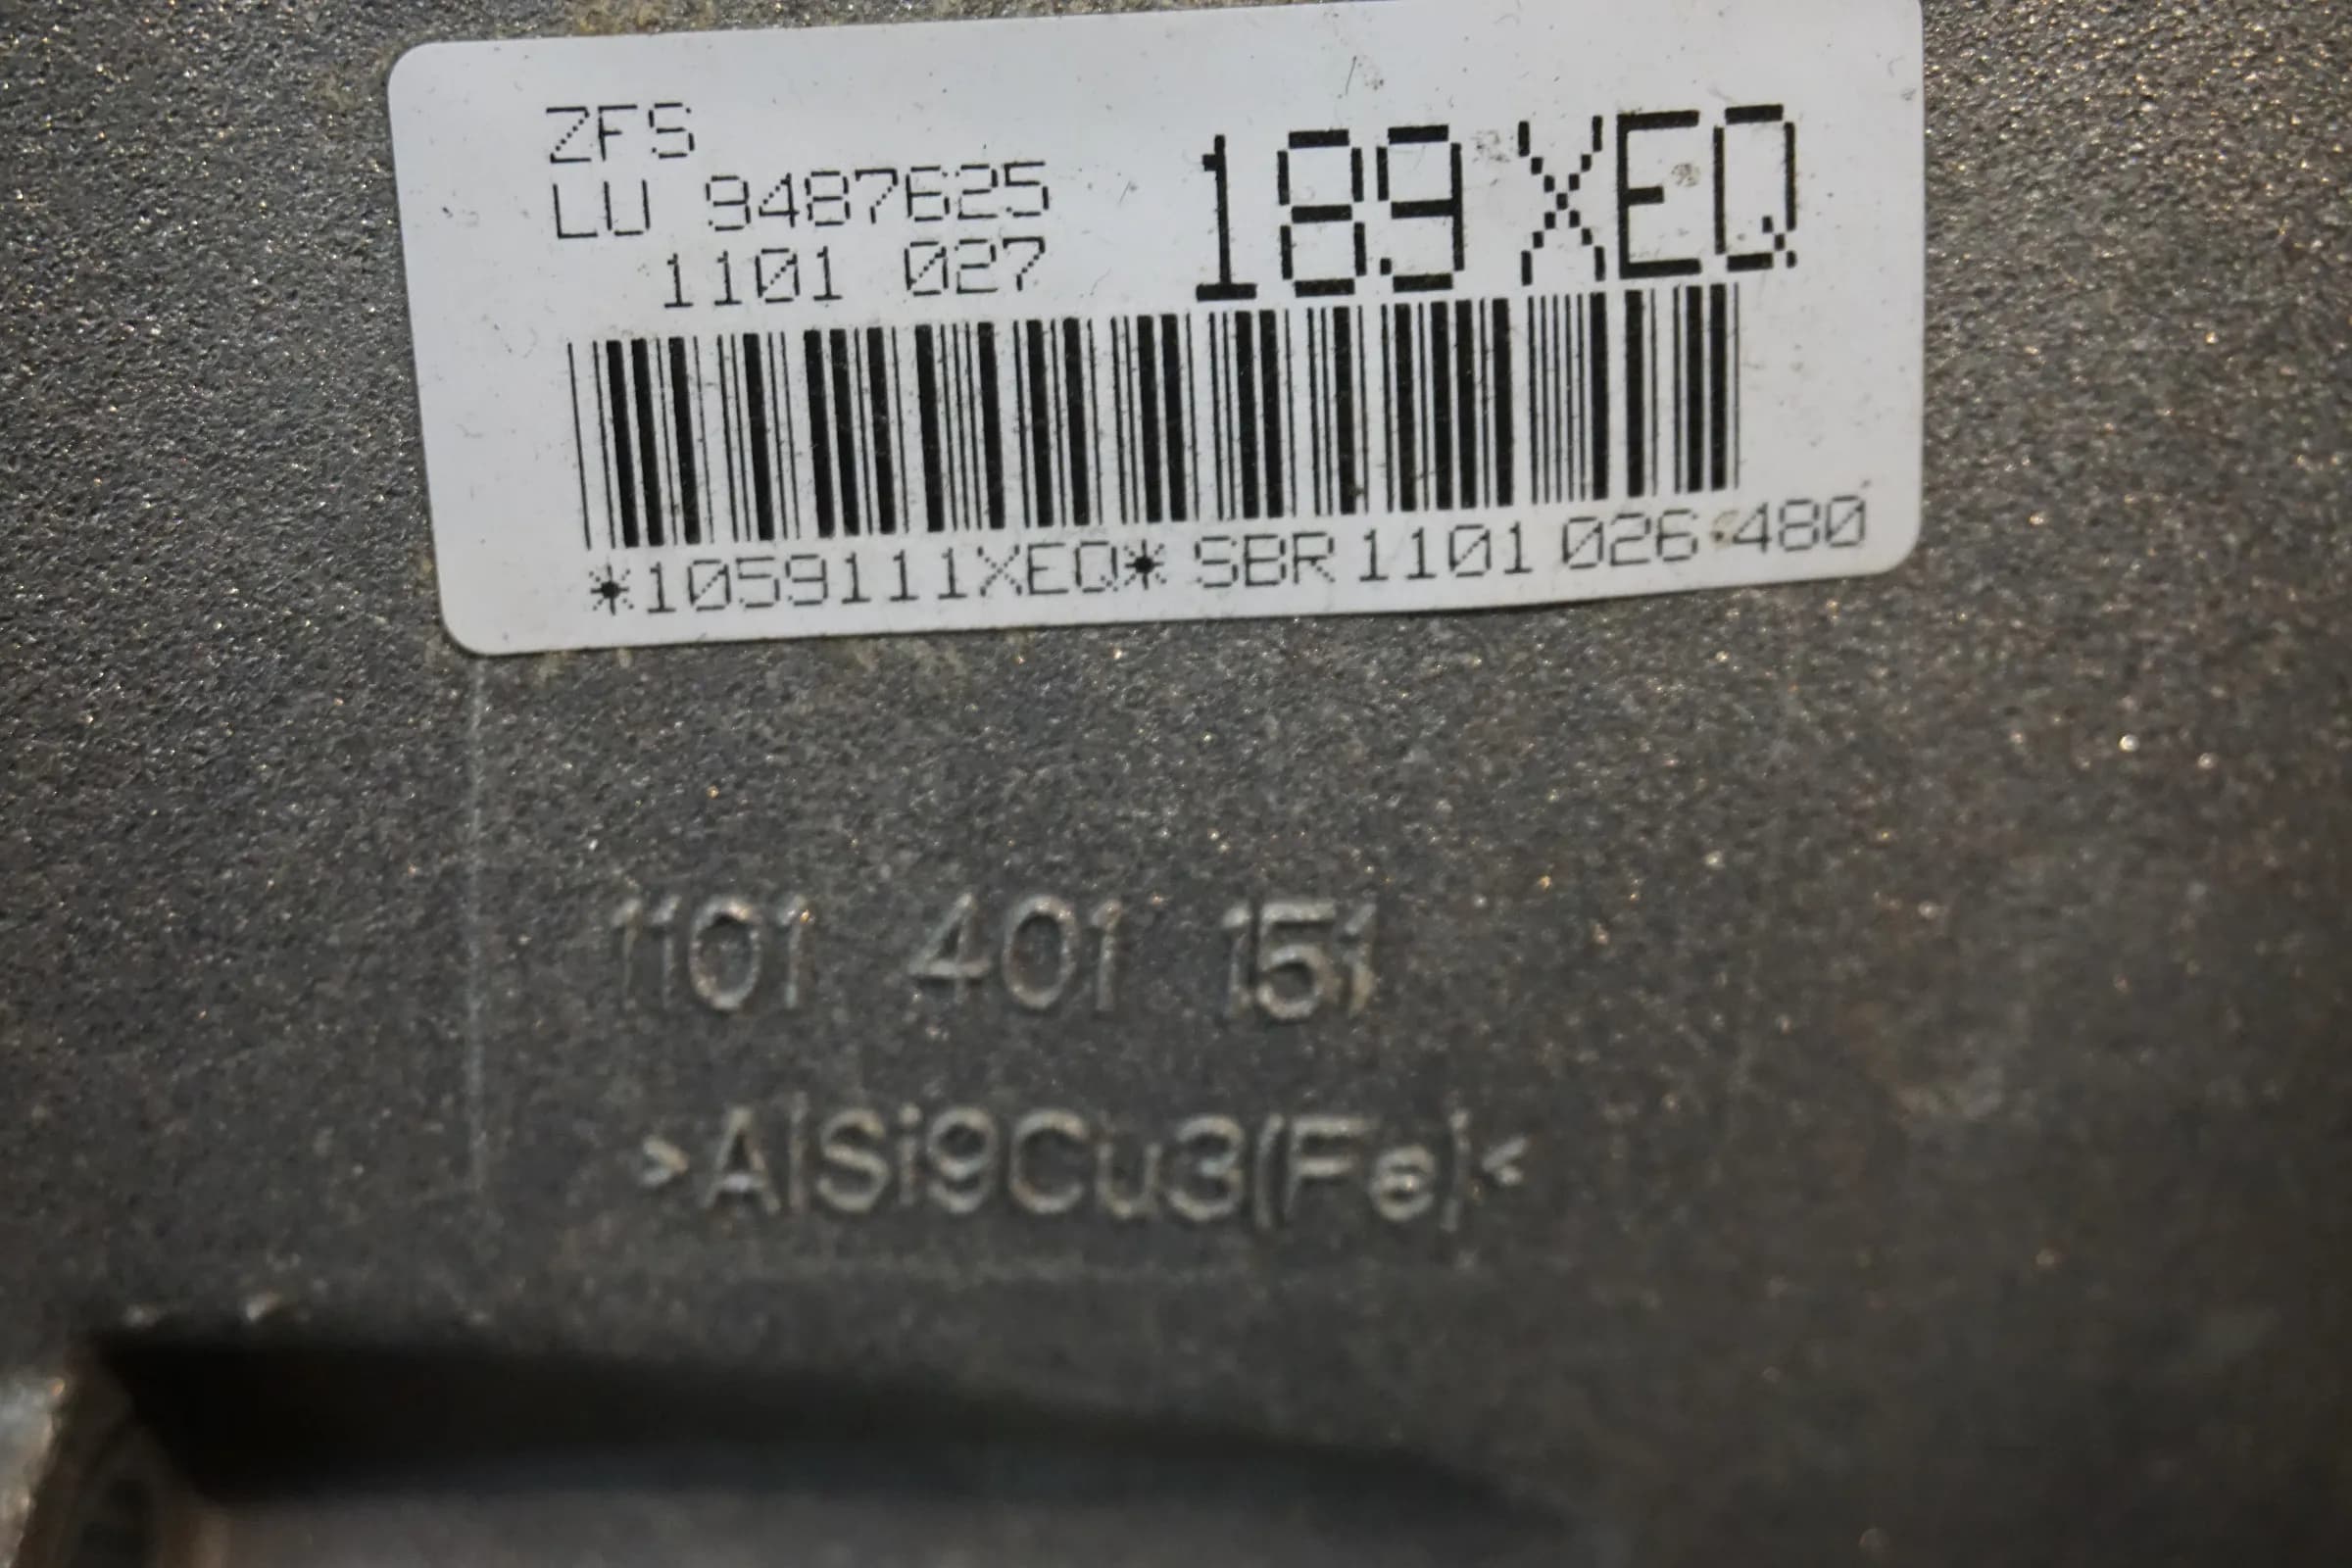 ZFS
LU 9487625
1101 027
189 XEQ
*1059111XEQ* SBR 1101 026 480
1101 401 151
>AlSi9Cu3(Fe)<